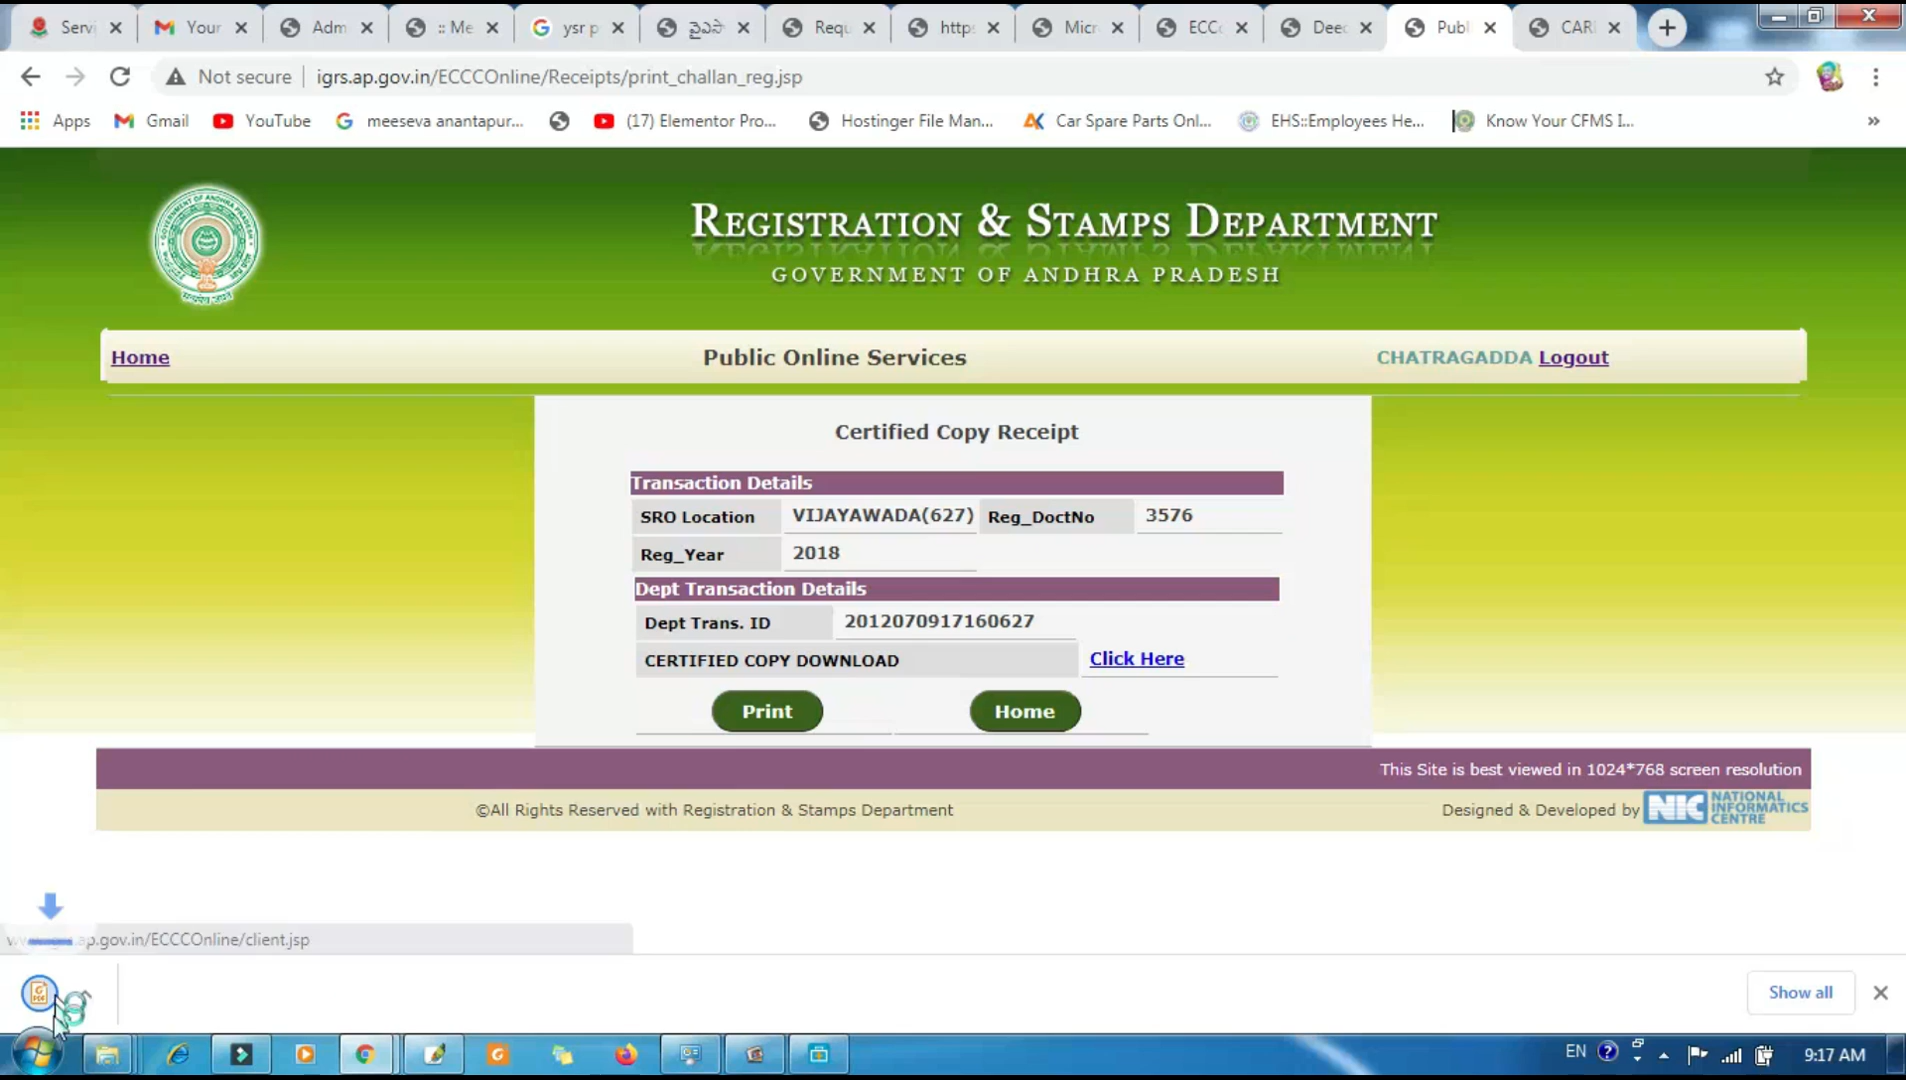 Servi
Your
Adm
:: Me
ysr p
వైఎస
Requ
http:
Micr
ECCc
Deec
Publ
CARI
Not secure
igrs.ap.gov.in/ECCCOnline/Receipts/print_challan_reg.jsp
Apps
Gmail
YouTube
meeseva anantapur...
(17) Elementor Pro...
Hostinger File Man...
Car Spare Parts Onl...
EHS::Employees He...
Know Your CFMS I...
»
REGISTRATION & STAMPS DEPARTMENT
GOVERNMENT OF ANDHRA PRADESH
Home
Public Online Services
CHATRAGADDA Logout
Certified Copy Receipt
Transaction Details
SRO Location VIJAYAWADA(627) Reg_DoctNo 3576
Reg_Year 2018
Dept Transaction Details
Dept Trans. ID 2012070917160627
CERTIFIED COPY DOWNLOAD Click Here
Print Home
This Site is best viewed in 1024*768 screen resolution
©All Rights Reserved with Registration & Stamps Department
Designed & Developed by NIC NATIONAL INFORMATICS CENTRE
ap.gov.in/ECCCOnline/client.jsp
Show all
EN
9:17 AM